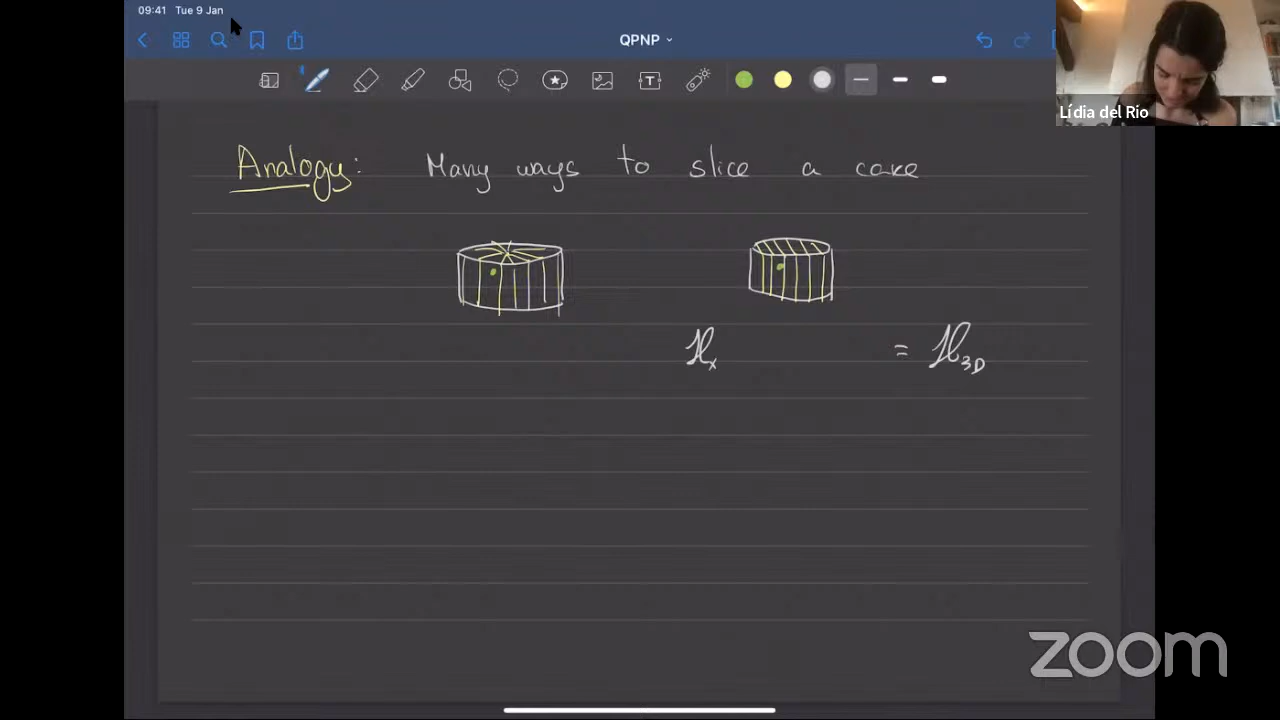 09:41 Tue 9 Jan
QPNP
T
Lídia del Rio
Analogy: Many ways to slice a cake
ℋₓ = ℋ₃D
zoom